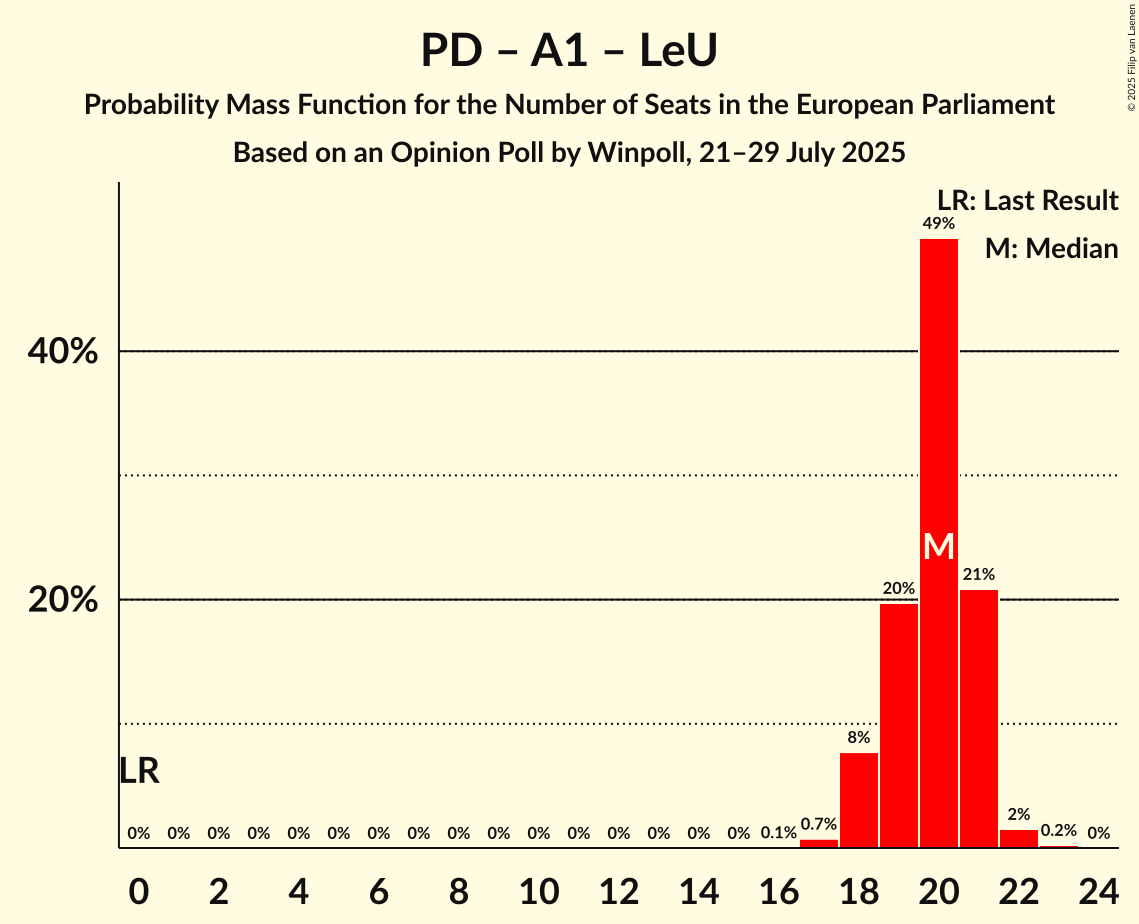 PD – A1 – LeU
Probability Mass Function for the Number of Seats in the European Parliament
Based on an Opinion Poll by Winpoll, 21–29 July 2025
© 2025 Filip van Laenen
LR: Last Result
M: Median
49%
40%
M
21%
20%
20%
8%
LR
2%
0% 0% 0% 0% 0% 0% 0% 0% 0% 0% 0% 0% 0% 0% 0% 0% 0.1% 0.7% 0.2% 0%
0 2 4 6 8 10 12 14 16 18 20 22 24